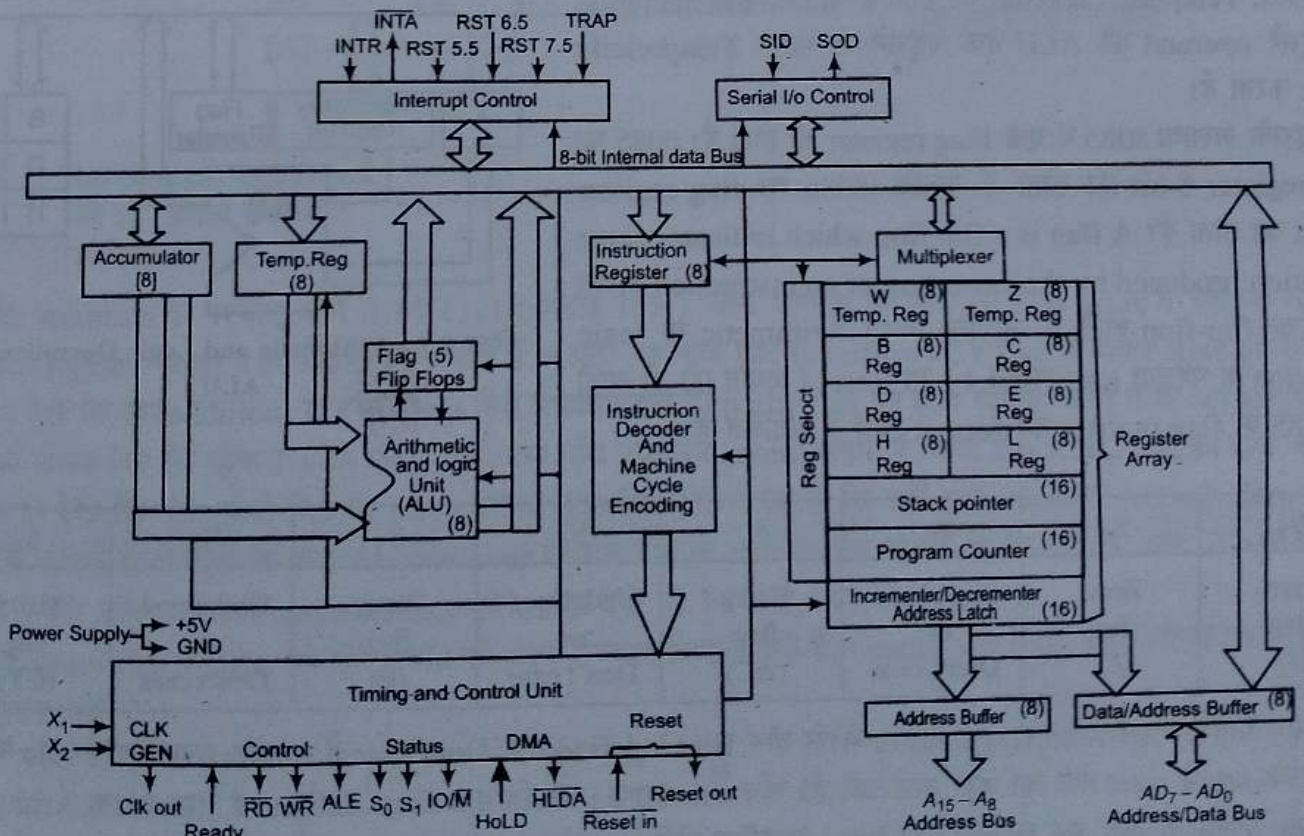 को operand को ALU
INTA RST 6.5 TRAP
INTR RST 5.5 RST 7.5
SID SOD
Interrupt Control
Serial I/o Control
8-bit Internal data Bus
Accumulator
[8]
Temp.Reg
(8)
Flag (5)
Flip Flops
Arithmetic
and logic
Unit
(ALU)
(8)
Instruction
Register (8)
Instrucrion
Decoder
And
Machine
Cycle
Encoding
Multiplexer
Reg Seloct
W (8) Z (8)
Temp. Reg Temp. Reg
B (8) C (8)
Reg Reg
D (8) E (8)
Reg Reg
H (8) L (8)
Reg Reg
Stack pointer (16)
Program Counter (16)
Incrementer/Decrementer
Address Latch (16)
Register
Array
Power Supply +5V
GND
Timing and Control Unit
X1 CLK
X2 GEN
Control Status DMA Reset
Clk out Ready RD WR ALE S0 S1 IO/M HoLD HLDA Reset in Reset out
Address Buffer (8)
Data/Address Buffer (8)
A15 – A8
Address Bus
AD7 – AD0
Address/Data Bus